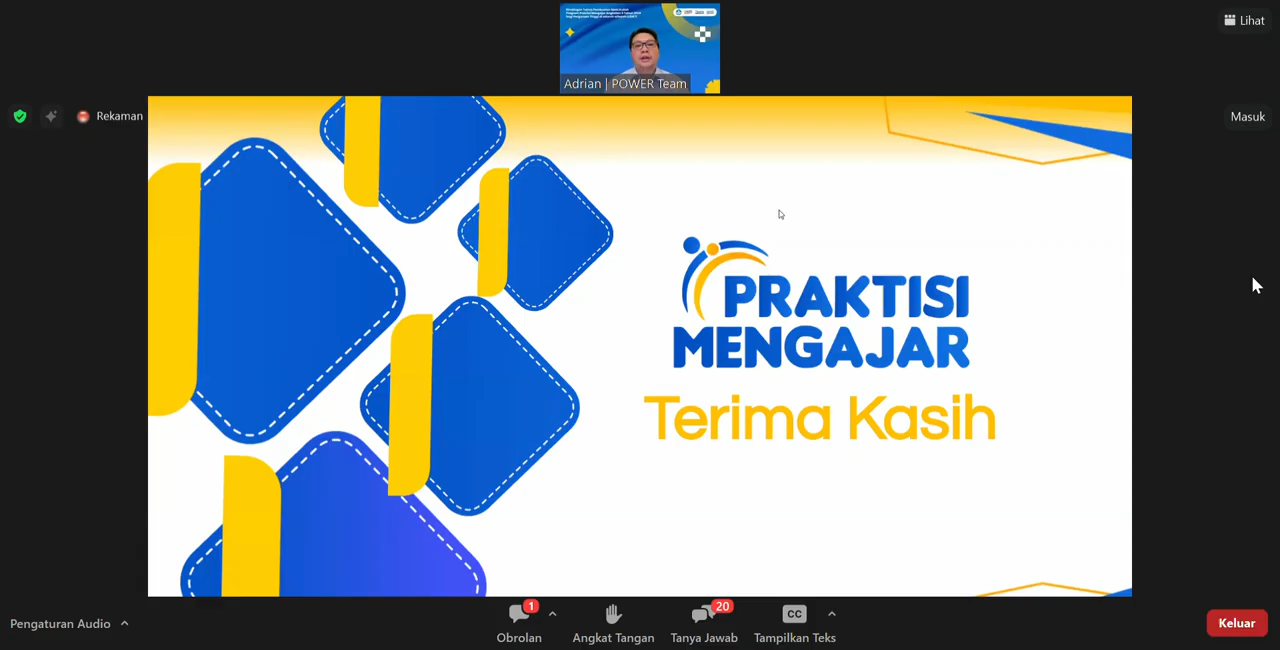 Lihat
Adrian | POWER Team
Rekaman
Masuk
PRAKTISI
MENGAJAR
Terima Kasih
Pengaturan Audio
1
Obrolan
Angkat Tangan
20
Tanya Jawab
CC
Tampilkan Teks
Keluar